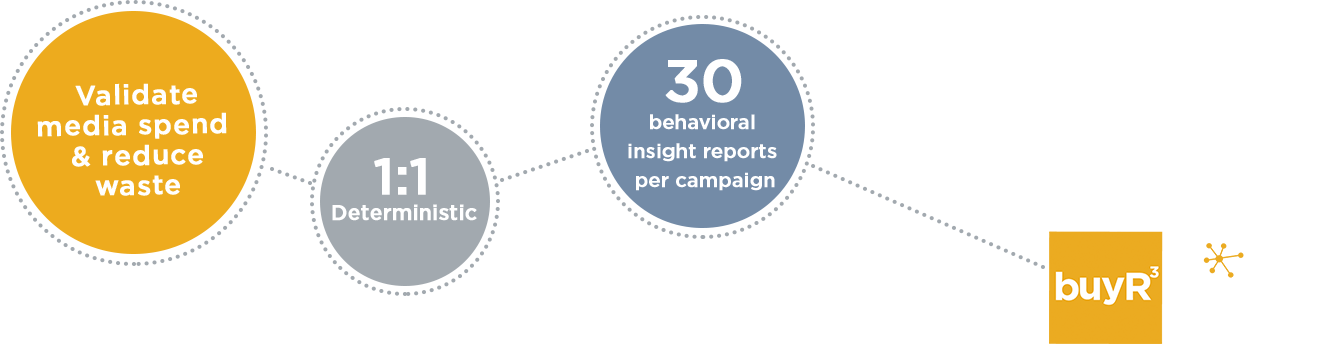 Validate
media spend
& reduce
waste
1:1
Deterministic
30
behavioral
insight reports
per campaign
buyR³